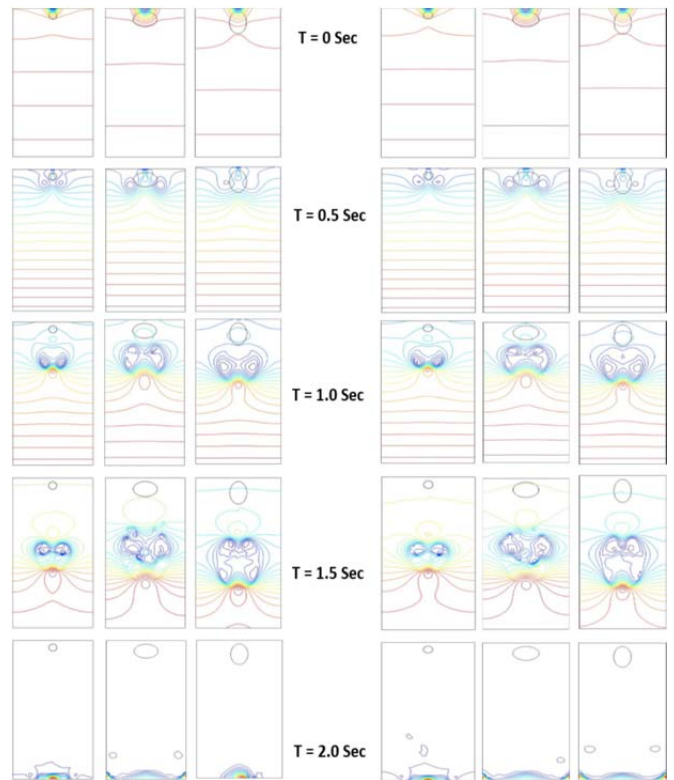 T = 0 Sec
T = 0.5 Sec
T = 1.0 Sec
T = 1.5 Sec
T = 2.0 Sec